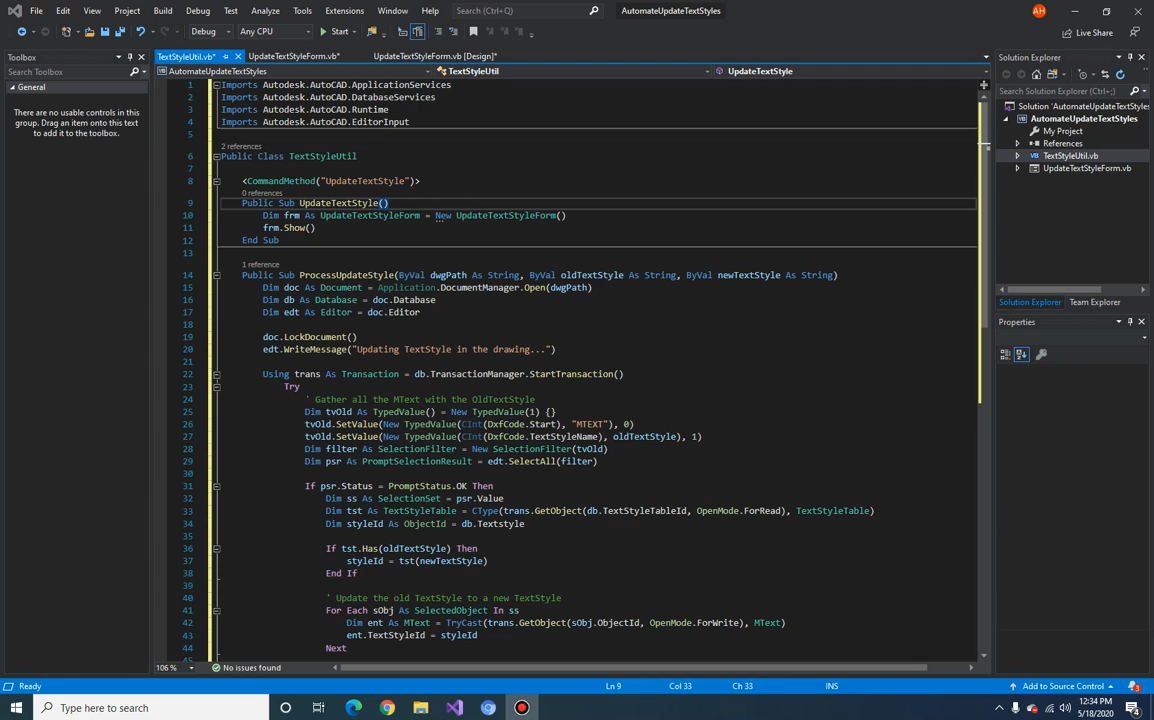 File Edit View Project Build Debug Test Analyze Tools Extensions Window Help Search (Ctrl+Q) AutomateUpdateTextStyles AH
Debug Any CPU Start Live Share
Toolbox
Search Toolbox
General
There are no usable controls in this
group. Drag an item onto this text
to add it to the toolbox.
TextStyleUtil.vb* UpdateTextStyleForm.vb* UpdateTextStyleForm.vb [Design]*
AutomateUpdateTextStyles TextStyleUtil UpdateTextStyle
1 Imports Autodesk.AutoCAD.ApplicationServices
2 Imports Autodesk.AutoCAD.DatabaseServices
3 Imports Autodesk.AutoCAD.Runtime
4 Imports Autodesk.AutoCAD.EditorInput
5
2 references
6 Public Class TextStyleUtil
7
8 <CommandMethod("UpdateTextStyle")>
0 references
9 Public Sub UpdateTextStyle()
10 Dim frm As UpdateTextStyleForm = New UpdateTextStyleForm()
11 frm.Show()
12 End Sub
13
1 reference
14 Public Sub ProcessUpdateStyle(ByVal dwgPath As String, ByVal oldTextStyle As String, ByVal newTextStyle As String)
15 Dim doc As Document = Application.DocumentManager.Open(dwgPath)
16 Dim db As Database = doc.Database
17 Dim edt As Editor = doc.Editor
18
19 doc.LockDocument()
20 edt.WriteMessage("Updating TextStyle in the drawing...")
21
22 Using trans As Transaction = db.TransactionManager.StartTransaction()
23 Try
24 ' Gather all the MText with the OldTextStyle
25 Dim tvOld As TypedValue() = New TypedValue(1) {}
26 tvOld.SetValue(New TypedValue(CInt(DxfCode.Start), "MTEXT"), 0)
27 tvOld.SetValue(New TypedValue(CInt(DxfCode.TextStyleName), oldTextStyle), 1)
28 Dim filter As SelectionFilter = New SelectionFilter(tvOld)
29 Dim psr As PromptSelectionResult = edt.SelectAll(filter)
30
31 If psr.Status = PromptStatus.OK Then
32 Dim ss As SelectionSet = psr.Value
33 Dim tst As TextStyleTable = CType(trans.GetObject(db.TextStyleTableId, OpenMode.ForRead), TextStyleTable)
34 Dim styleId As ObjectId = db.Textstyle
35
36 If tst.Has(oldTextStyle) Then
37 styleId = tst(newTextStyle)
38 End If
39
40 ' Update the old TextStyle to a new TextStyle
41 For Each sObj As SelectedObject In ss
42 Dim ent As MText = TryCast(trans.GetObject(sObj.ObjectId, OpenMode.ForWrite), MText)
43 ent.TextStyleId = styleId
44 Next
45
106 % No issues found
Solution Explorer
Search Solution Explorer (Ctrl+;)
Solution 'AutomateUpdateTextStyles
AutomateUpdateTextStyles
My Project
References
TextStyleUtil.vb
UpdateTextStyleForm.vb
Solution Explorer Team Explorer
Properties
Ready Ln 9 Col 33 Ch 33 INS Add to Source Control 3
Type here to search 12:34 PM
5/18/2020 4